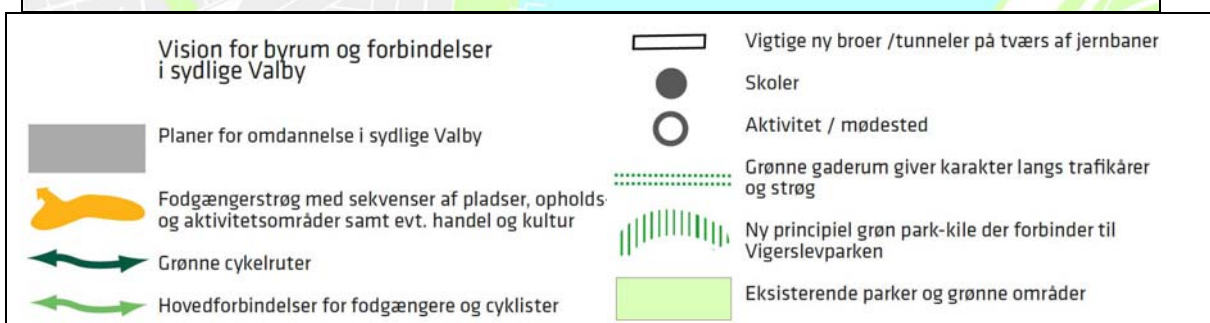 Vision for byrum og forbindelser
i sydlige Valby
Planer for omdannelse i sydlige Valby
Fodgængerstrøg med sekvenser af pladser, opholds-
og aktivitetsområder samt evt. handel og kultur
Grønne cykelruter
Hovedforbindelser for fodgængere og cyklister
Vigtige ny broer /tunneler på tværs af jernbaner
Skoler
Aktivitet / mødested
Grønne gaderum giver karakter langs trafikårer
og strøg
Ny principiel grøn park-kile der forbinder til
Vigerslevparken
Eksisterende parker og grønne områder